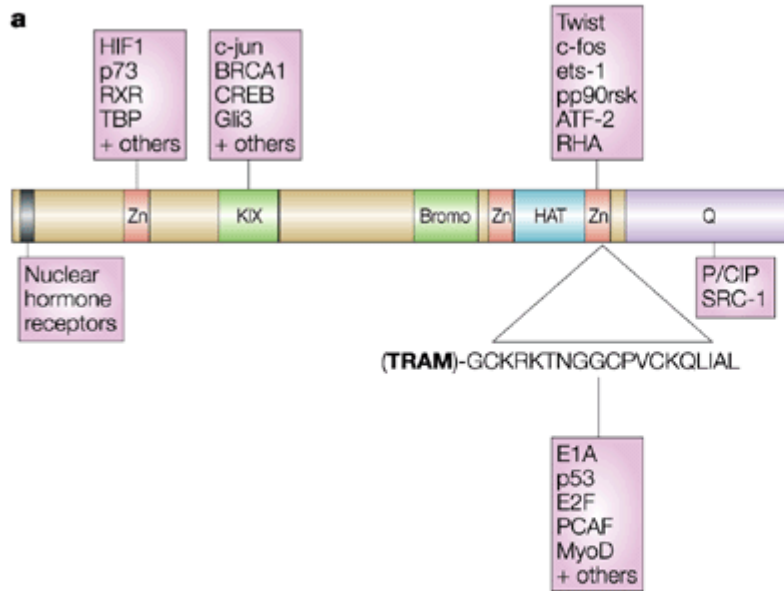 a
HIF1
p73
RXR
TBP
+ others
c-jun
BRCA1
CREB
Gli3
+ others
Twist
c-fos
ets-1
pp90rsk
ATF-2
RHA
Zn
KIX
Bromo
Zn
HAT
Zn
Q
Nuclear
hormone
receptors
P/CIP
SRC-1
(TRAM)-GCKRKTNGGCPVCKQLIAL
E1A
p53
E2F
PCAF
MyoD
+ others